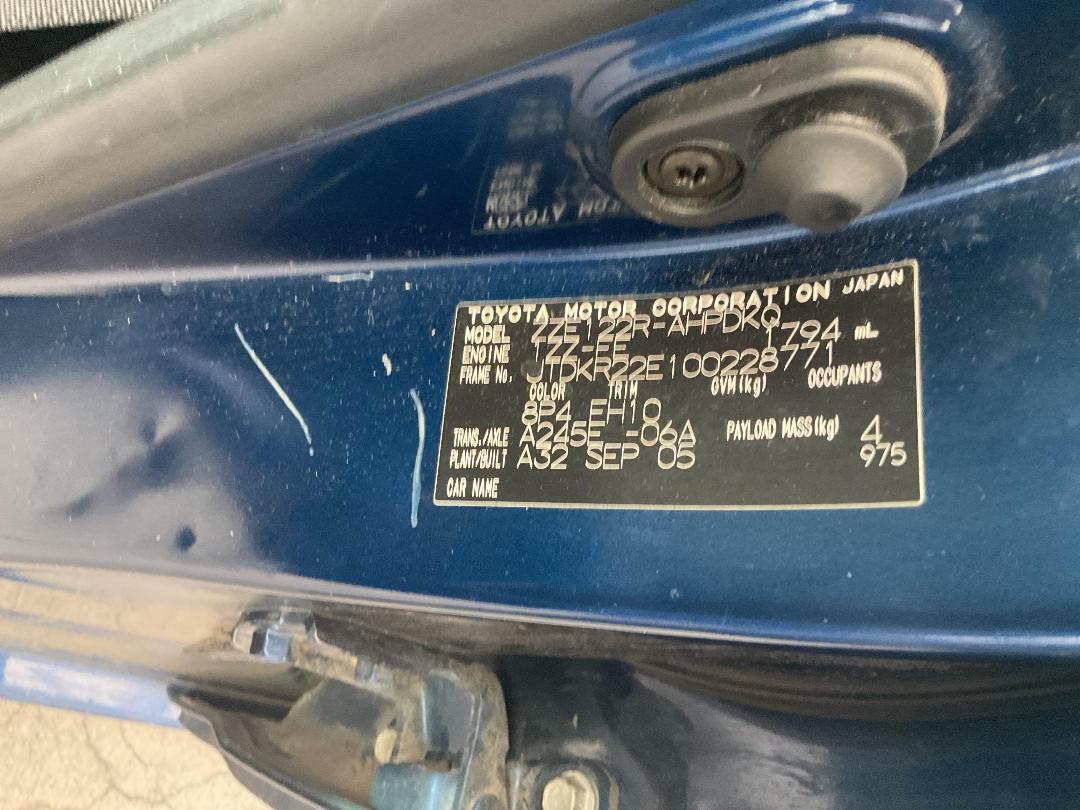 TOYOTA MOTOR CORPORATION JAPAN
MODEL ZZE122R-AHPDKQ
ENGINE 1ZZ-FE 1794 mL
FRAME No. JTDKR22E100228771
COLOR TRIM GVM(kg) OCCUPANTS
8P4 EH10
TRANS./AXLE A245E -06A PAYLOAD MASS(kg) 4
PLANT/BUILT A32 SEP 05 975
CAR NAME